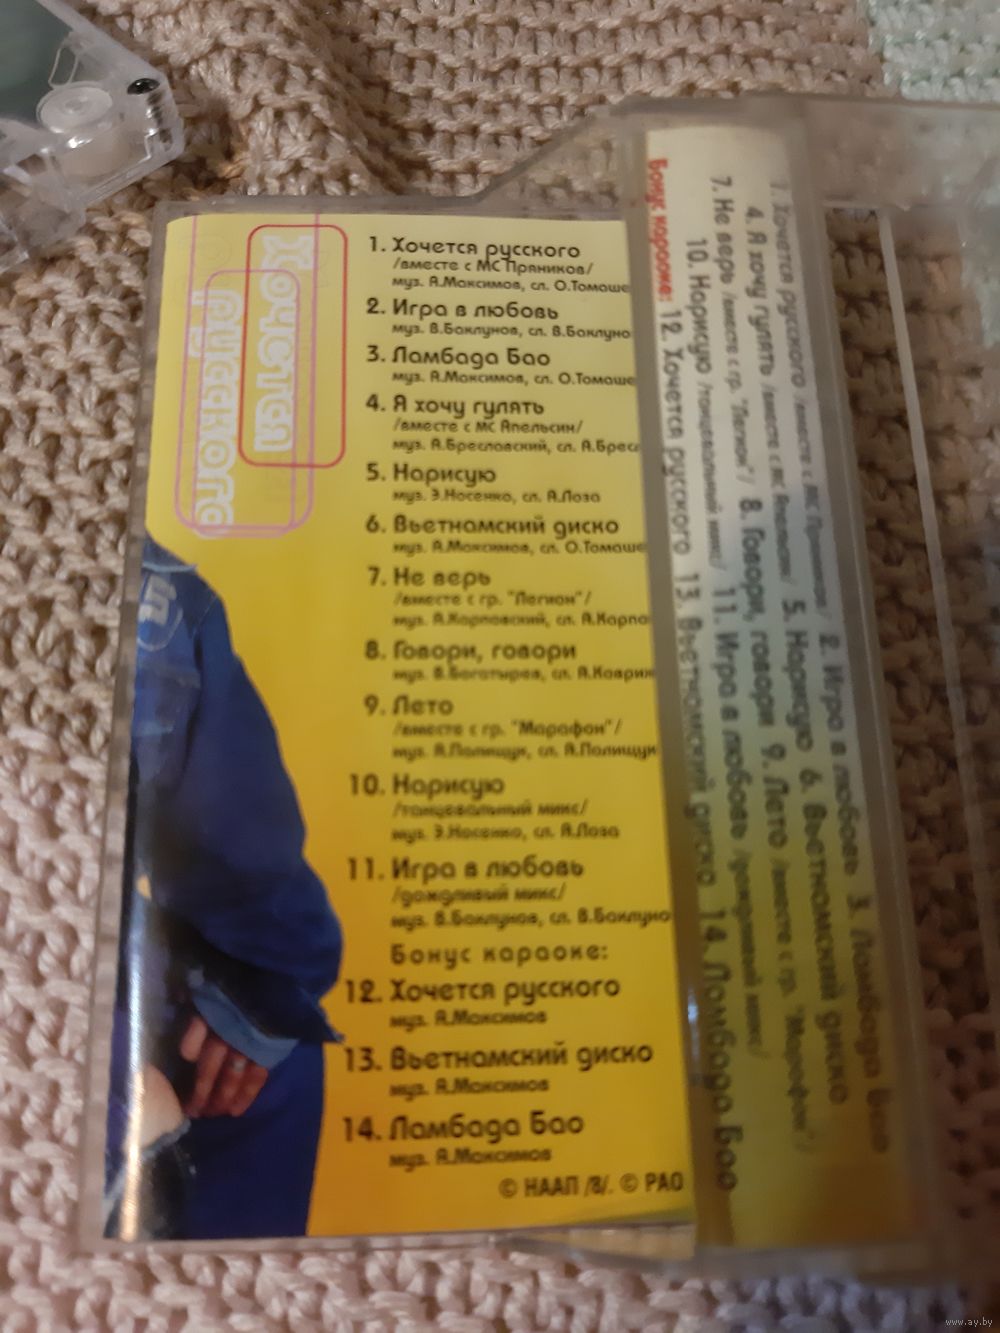 Хочется
русского
1. Хочется русского
/вместе с МС Пряников/
муз. А.Максимов, сл. О.Томаше
2. Игра в любовь
муз. В.Баклунов, сл. В.Баклуно
3. Ламбада Бао
муз. А.Максимов, сл. О.Томаше
4. Я хочу гулять
/вместе с МС Апельсин/
муз. А.Бреславский, сл. А.Бресл
5. Нарисую
муз. Э.Носенко, сл. А.Лоза
6. Вьетнамский диско
муз. А.Максимов, сл. О.Томаше
7. Не верь
/вместе с гр. "Легион"/
муз. А.Карповский, сл. А.Карпо
8. Говори, говори
муз. В.Богатырев, сл. А.Коврин
9. Лето
/вместе с гр. "Марафон"/
муз. А.Полищук, сл. А.Полищук
10. Нарисую
/танцевальный микс/
муз. Э.Носенко, сл. А.Лоза
11. Игра в любовь
/дождливый микс/
муз. В.Баклунов, сл. В.Баклуно
Бонус караоке:
12. Хочется русского
муз. А.Максимов
13. Вьетнамский диско
муз. А.Максимов
14. Ламбада Бао
муз. А.Максимов
© НААП /З/. © РАО
1. Хочется русского /вместе с МС Пряников/ 2. Игра в любовь 3. Ламбада Бао
4. Я хочу гулять /вместе с МС Апельсин/ 5. Нарисую 6. Вьетнамский диско
7. Не верь /вместе с гр. "Легион"/ 8. Говори, говори 9. Лето /вместе с гр. "Марафон"/
10. Нарисую /танцевальный микс/ 11. Игра в любовь /дождливый микс/
Бонус караоке: 12. Хочется русского 13. Вьетнамский диско 14. Ламбада Бао
www.ay.by